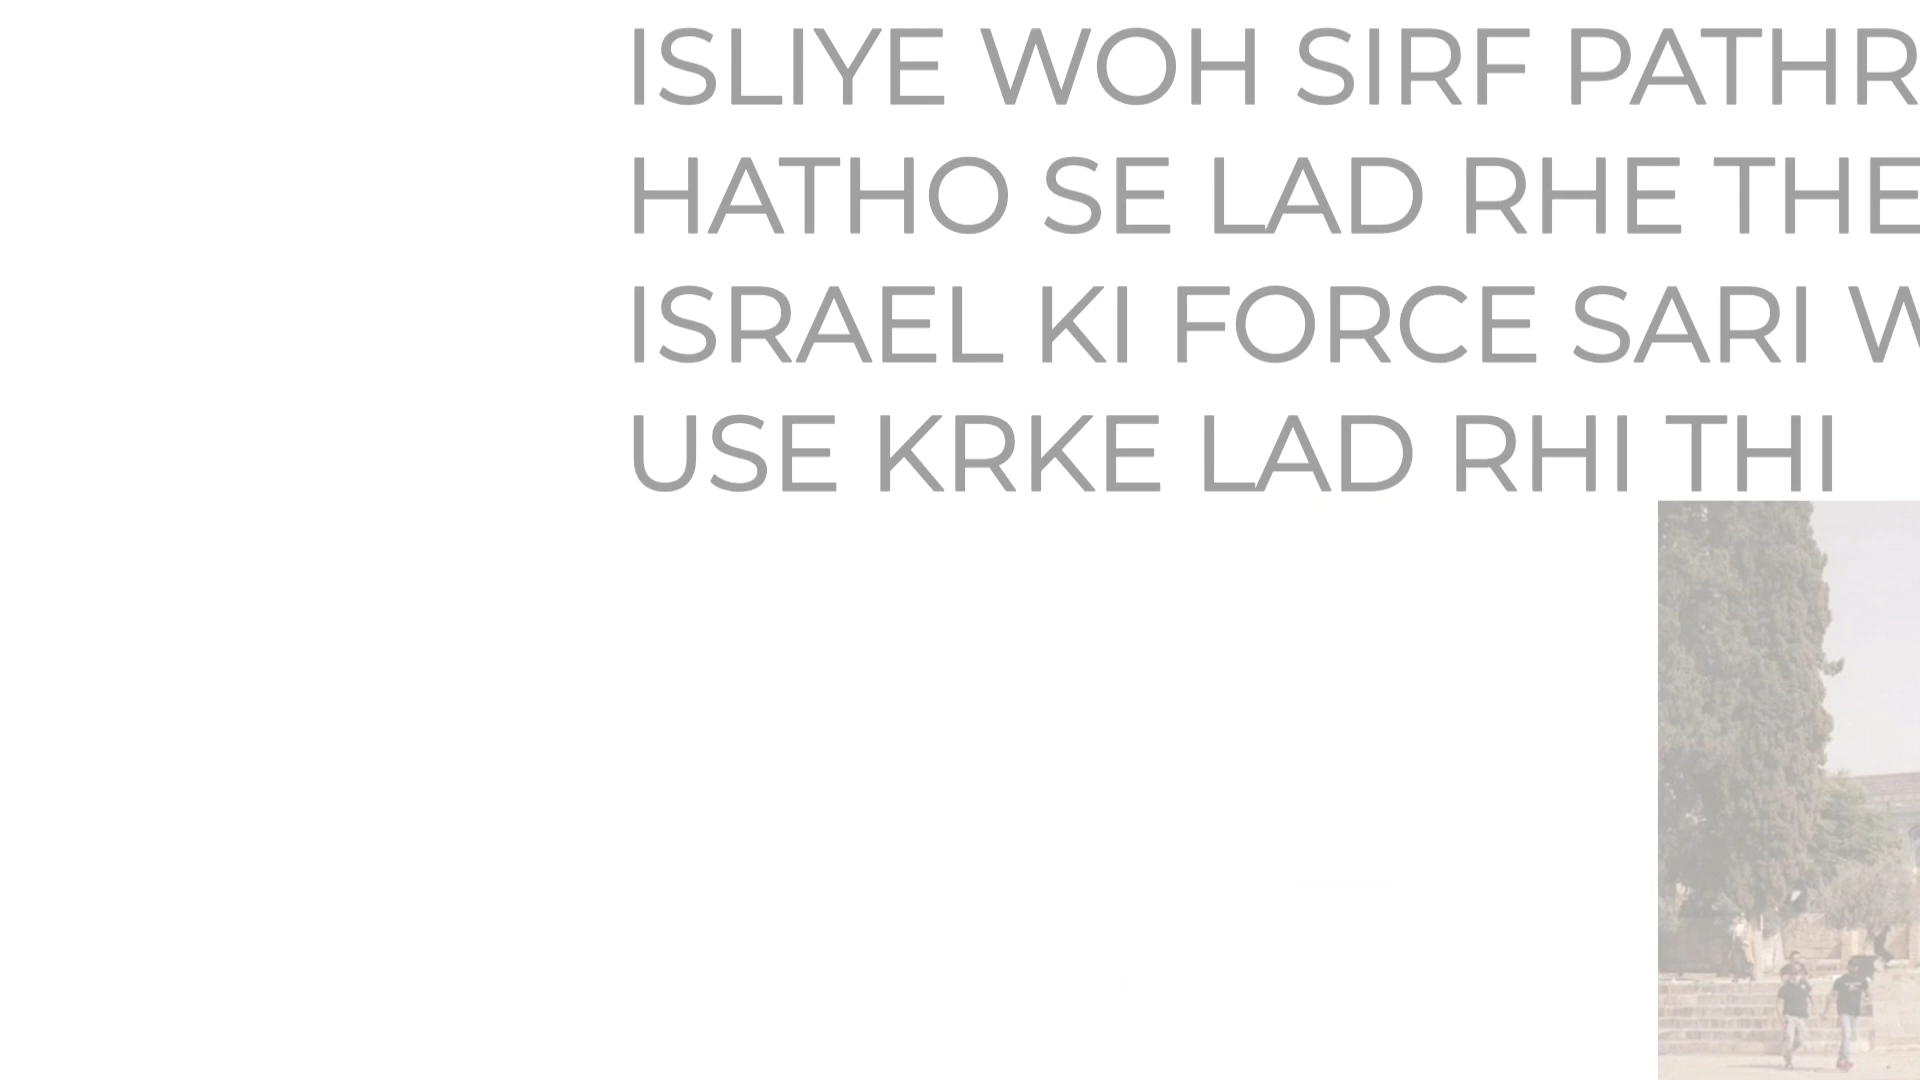 ISLIYE WOH SIRF PATHR
HATHO SE LAD RHE THE
ISRAEL KI FORCE SARI
USE KRKE LAD RHI THI